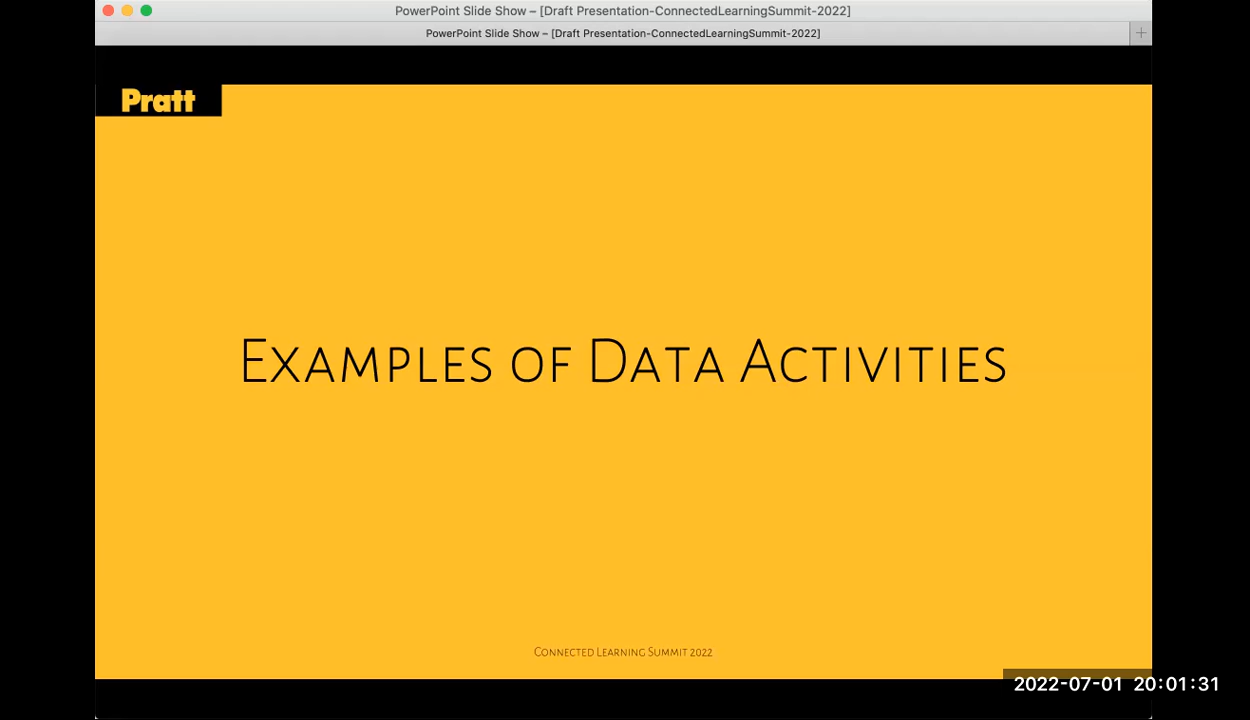 PowerPoint Slide Show – [Draft Presentation-ConnectedLearningSummit-2022]
PowerPoint Slide Show – [Draft Presentation-ConnectedLearningSummit-2022]
Pratt
Examples of Data Activities
Connected Learning Summit 2022
2022-07-01 20:01:31